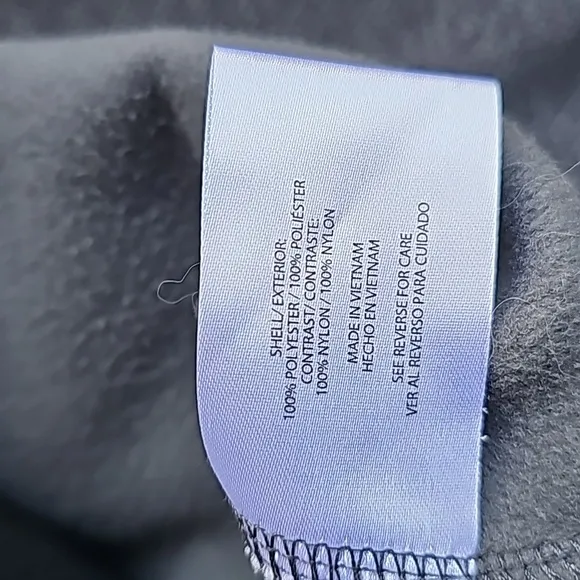 SHELL/EXTERIOR:
100% POLYESTER / 100% POLIÉSTER
CONTRAST/ CONTRASTE:
100% NYLON / 100% NYLON
MADE IN VIETNAM
HECHO EN VIETNAM
SEE REVERSE FOR CARE
VER AL REVERSO PARA CUIDADO